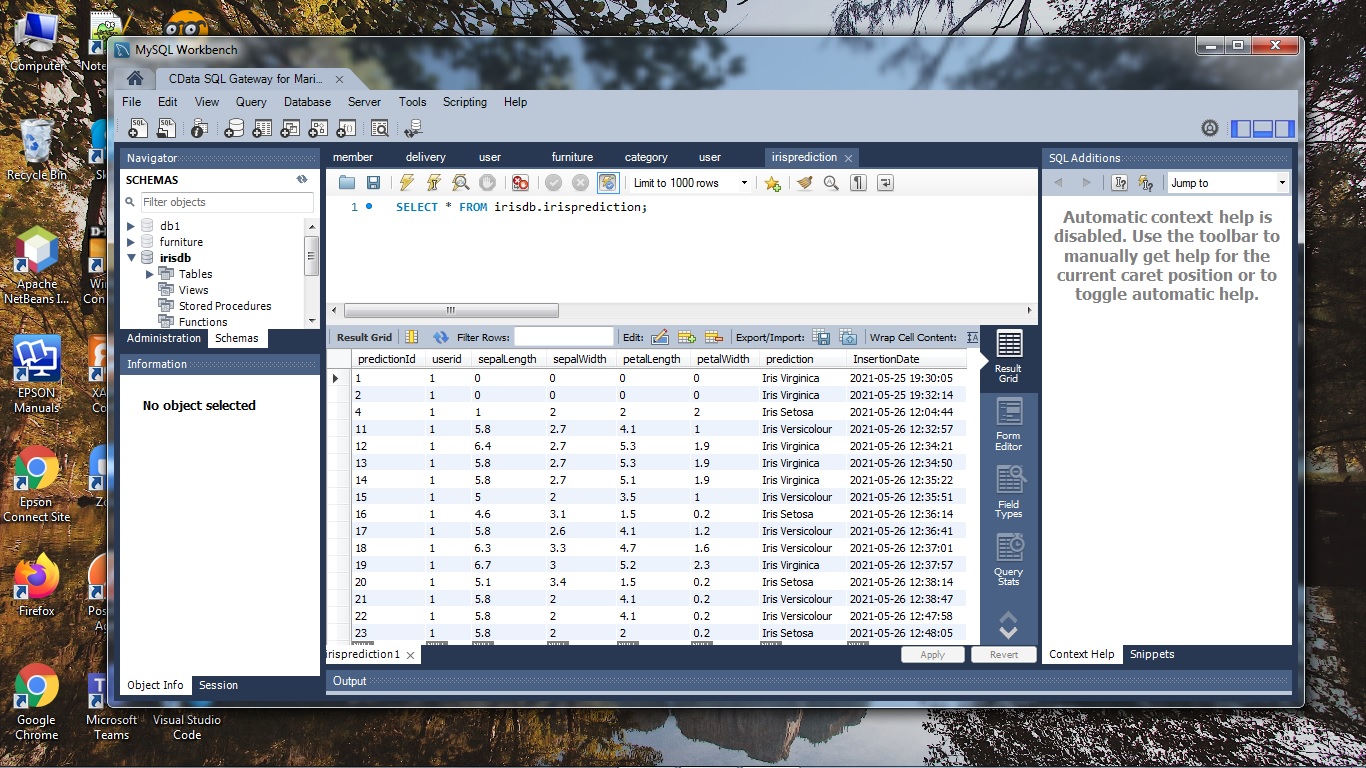 MySQL Workbench
CData SQL Gateway for Mari...
File Edit View Query Database Server Tools Scripting Help
Navigator
SCHEMAS
Filter objects
db1
furniture
irisdb
Tables
Views
Stored Procedures
Functions
Administration Schemas
Information
No object selected
Object Info Session
member delivery user furniture category user irisprediction
Limit to 1000 rows
1 SELECT * FROM irisdb.irisprediction;
Result Grid Filter Rows: Edit: Export/Import: Wrap Cell Content:
predictionId userid sepalLength sepalWidth petalLength petalWidth prediction InsertionDate
1 1 0 0 0 0 Iris Virginica 2021-05-25 19:30:05
2 1 0 0 0 0 Iris Virginica 2021-05-25 19:32:14
4 1 1 2 2 2 Iris Setosa 2021-05-26 12:04:44
11 1 5.8 2.7 4.1 1 Iris Versicolour 2021-05-26 12:32:57
12 1 6.4 2.7 5.3 1.9 Iris Virginica 2021-05-26 12:34:21
13 1 5.8 2.7 5.3 1.9 Iris Virginica 2021-05-26 12:34:50
14 1 5.8 2.7 5.1 1.9 Iris Virginica 2021-05-26 12:35:22
15 1 5 2 3.5 1 Iris Versicolour 2021-05-26 12:35:51
16 1 4.6 3.1 1.5 0.2 Iris Setosa 2021-05-26 12:36:14
17 1 5.8 2.6 4.1 1.2 Iris Versicolour 2021-05-26 12:36:41
18 1 6.3 3.3 4.7 1.6 Iris Versicolour 2021-05-26 12:37:01
19 1 6.7 3 5.2 2.3 Iris Virginica 2021-05-26 12:37:57
20 1 5.1 3.4 1.5 0.2 Iris Setosa 2021-05-26 12:38:14
21 1 5.8 2 4.1 0.2 Iris Versicolour 2021-05-26 12:38:47
22 1 5.8 2 4.1 0.2 Iris Versicolour 2021-05-26 12:47:58
23 1 5.8 2 2 0.2 Iris Setosa 2021-05-26 12:48:05
Result
Grid
Form
Editor
Field
Types
Query
Stats
irisprediction1
Apply Revert
Output
SQL Additions
Jump to
Automatic context help is
disabled. Use the toolbar to
manually get help for the
current caret position or to
toggle automatic help.
Context Help Snippets
Computer
Recycle Bin
Apache
NetBeans I...
EPSON
Manuals
Epson
Connect Site
Firefox
Google
Chrome
Microsoft
Teams
Visual Studio
Code